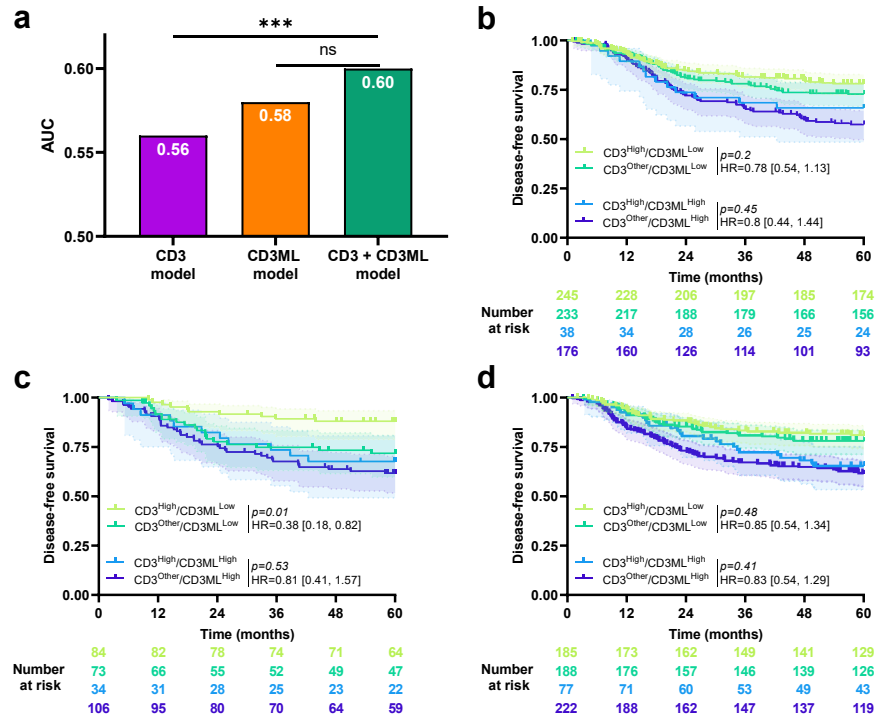 a
***
ns
0.60
0.60
0.58
0.56
0.55
0.50
AUC
CD3 model
CD3ML model
CD3 + CD3ML model
b
1.00
0.75
0.50
0.25
0.00
Disease-free survival
CD3High/CD3MLLow
CD3Other/CD3MLLow
p=0.2
HR=0.78 [0.54, 1.13]
CD3High/CD3MLHigh
CD3Other/CD3MLHigh
p=0.45
HR=0.8 [0.44, 1.44]
0 12 24 36 48 60
Time (months)
Number at risk
245 228 206 197 185 174
233 217 188 179 166 156
38 34 28 26 25 24
176 160 126 114 101 93
c
1.00
0.75
0.50
0.25
0.00
Disease-free survival
CD3High/CD3MLLow
CD3Other/CD3MLLow
p=0.01
HR=0.38 [0.18, 0.82]
CD3High/CD3MLHigh
CD3Other/CD3MLHigh
p=0.53
HR=0.81 [0.41, 1.57]
0 12 24 36 48 60
Time (months)
Number at risk
84 82 78 74 71 64
73 66 55 52 49 47
34 31 28 25 23 22
106 95 80 70 64 59
d
1.00
0.75
0.50
0.25
0.00
Disease-free survival
CD3High/CD3MLLow
CD3Other/CD3MLLow
p=0.48
HR=0.85 [0.54, 1.34]
CD3High/CD3MLHigh
CD3Other/CD3MLHigh
p=0.41
HR=0.83 [0.54, 1.29]
0 12 24 36 48 60
Time (months)
Number at risk
185 173 162 149 141 129
188 176 157 146 139 126
77 71 60 53 49 43
222 188 162 147 137 119